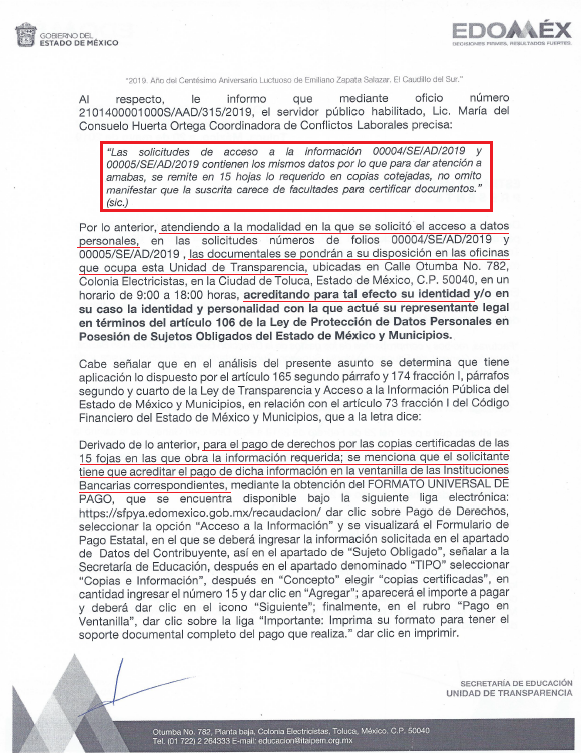 GOBIERNO DEL
ESTADO DE MÉXICO
EDOMÉX
DECISIONES FIRMES, RESULTADOS FUERTES.
"2019. Año del Centésimo Aniversario Luctuoso de Emiliano Zapata Salazar. El Caudillo del Sur."
Al respecto, le informo que mediante oficio número
2101400001000S/AAD/315/2019, el servidor público habilitado, Lic. María del
Consuelo Huerta Ortega Coordinadora de Conflictos Laborales precisa:
"Las solicitudes de acceso a la información 00004/SE/AD/2019 y
00005/SE/AD/2019 contienen los mismos datos por lo que para dar atención a
amabas, se remite en 15 hojas lo requerido en copias cotejadas, no omito
manifestar que la suscrita carece de facultades para certificar documentos."
(sic.)
Por lo anterior, atendiendo a la modalidad en la que se solicitó el acceso a datos
personales, en las solicitudes números de folios 00004/SE/AD/2019 y
00005/SE/AD/2019 , las documentales se pondrán a su disposición en las oficinas
que ocupa esta Unidad de Transparencia, ubicadas en Calle Otumba No. 782,
Colonia Electricistas, en la Ciudad de Toluca, Estado de México, C.P. 50040, en
un horario de 9:00 a 18:00 horas, acreditando para tal efecto su identidad y/o en
su caso la identidad y personalidad con la que actué su representante legal
en términos del artículo 106 de la Ley de Protección de Datos Personales en
Posesión de Sujetos Obligados del Estado de México y Municipios.
Cabe señalar que en el análisis del presente asunto se determina que tiene
aplicación lo dispuesto por el artículo 165 segundo párrafo y 174 fracción I, párrafos
segundo y cuarto de la Ley de Transparencia y Acceso a la Información Pública del
Estado de México y Municipios, en relación con el artículo 73 fracción I del Código
Financiero del Estado de México y Municipios, que a la letra dice:
Derivado de lo anterior, para el pago de derechos por las copias certificadas de las
15 fojas en las que obra la información requerida; se menciona que el solicitante
tiene que acreditar el pago de dicha información en la ventanilla de las Instituciones
Bancarias correspondientes, mediante la obtención del FORMATO UNIVERSAL DE
PAGO, que se encuentra disponible bajo la siguiente liga electrónica:
https://sfpya.edomexico.gob.mx/recaudacion/ dar clic sobre Pago de Derechos,
seleccionar la opción "Acceso a la Información" y se visualizará el Formulario de
Pago Estatal, en el que se deberá ingresar la información solicitada en el apartado
de Datos del Contribuyente, así en el apartado de "Sujeto Obligado", señalar a la
Secretaría de Educación, después en el apartado denominado "TIPO" seleccionar
"Copias e Información", después en "Concepto" elegir "copias certificadas", en
cantidad ingresar el número 15 y dar clic en "Agregar"; aparecerá el importe a pagar
y deberá dar clic en el icono "Siguiente"; finalmente, en el rubro "Pago en
Ventanilla", dar clic sobre la liga "Importante: Imprima su formato para tener el
soporte documental completo del pago que realiza." dar clic en imprimir.
SECRETARÍA DE EDUCACIÓN
UNIDAD DE TRANSPARENCIA
Otumba No. 782, Planta baja, Colonia Electricistas, Toluca, México. C.P. 50040
Tel. (01 722) 2 264333 E-mail: educacion@itaipem.org.mx